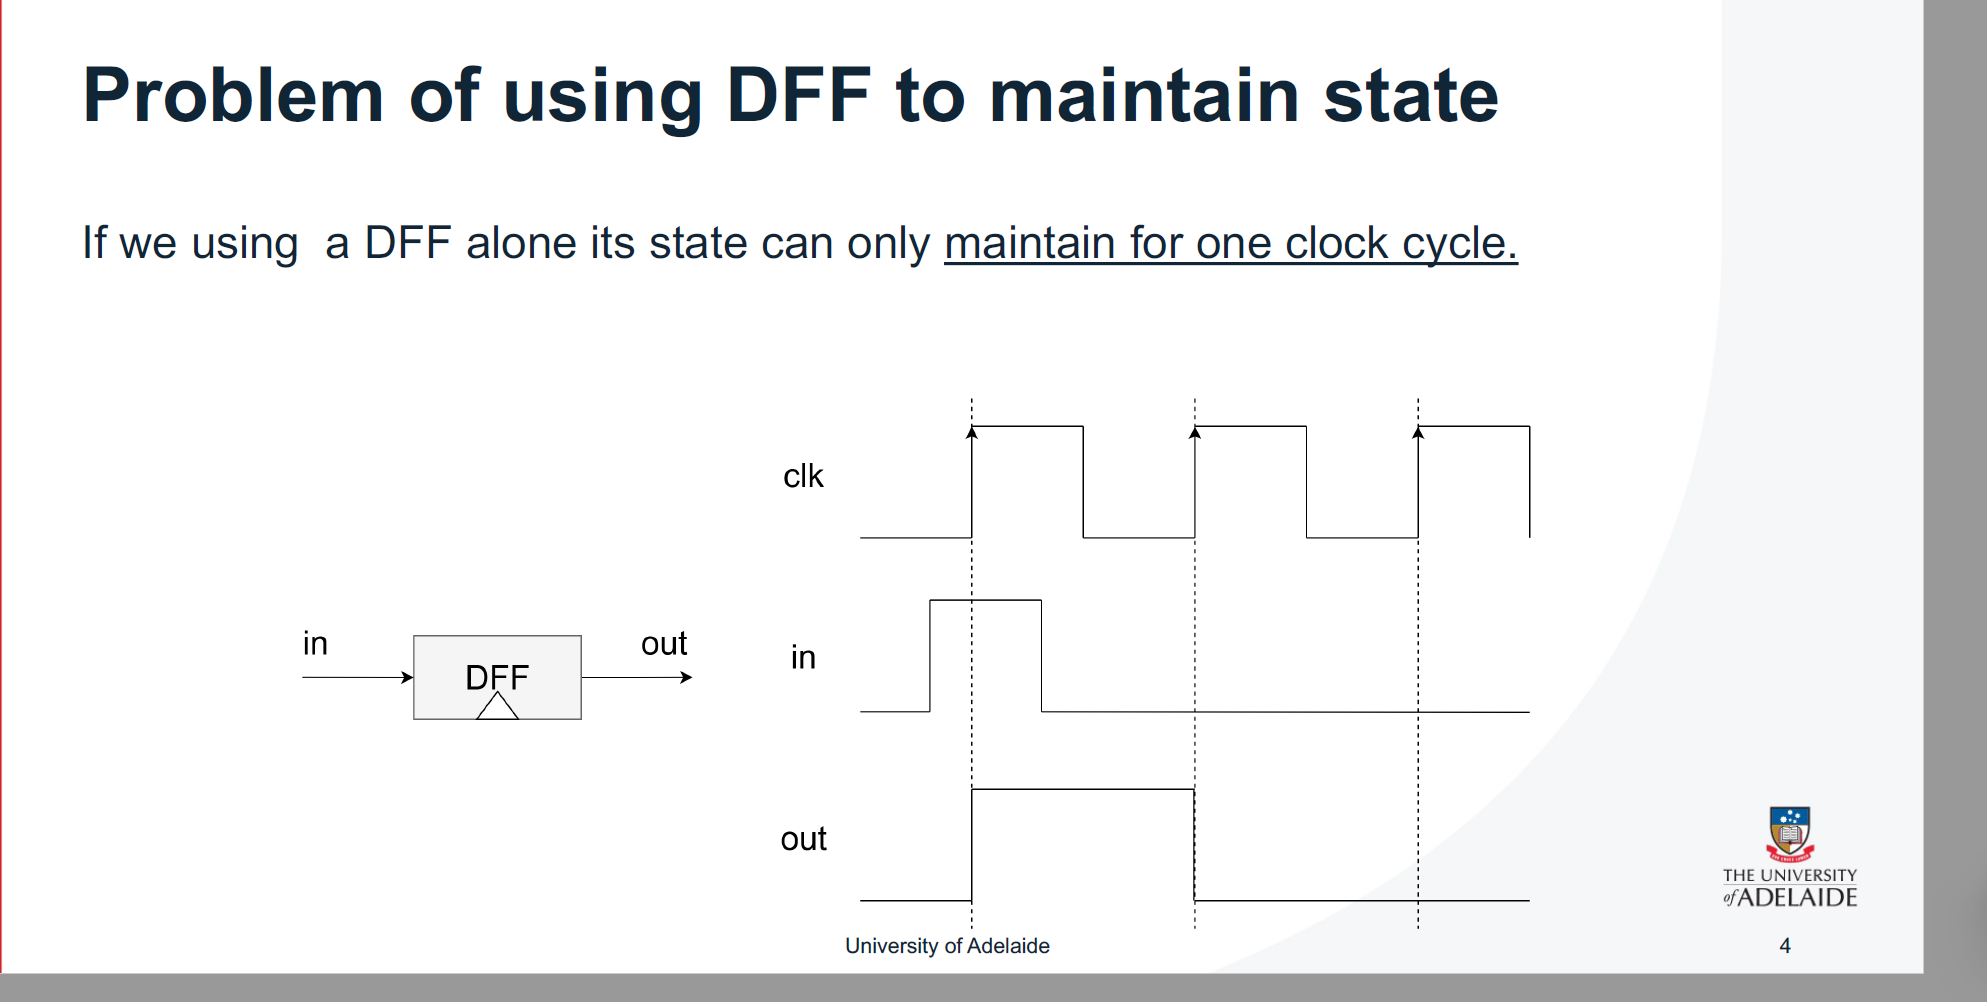 Problem of using DFF to maintain state
If we using  a DFF alone its state can only maintain for one clock cycle.
clk
in
DFF
out
in
out
THE UNIVERSITY
of ADELAIDE
University of Adelaide
4